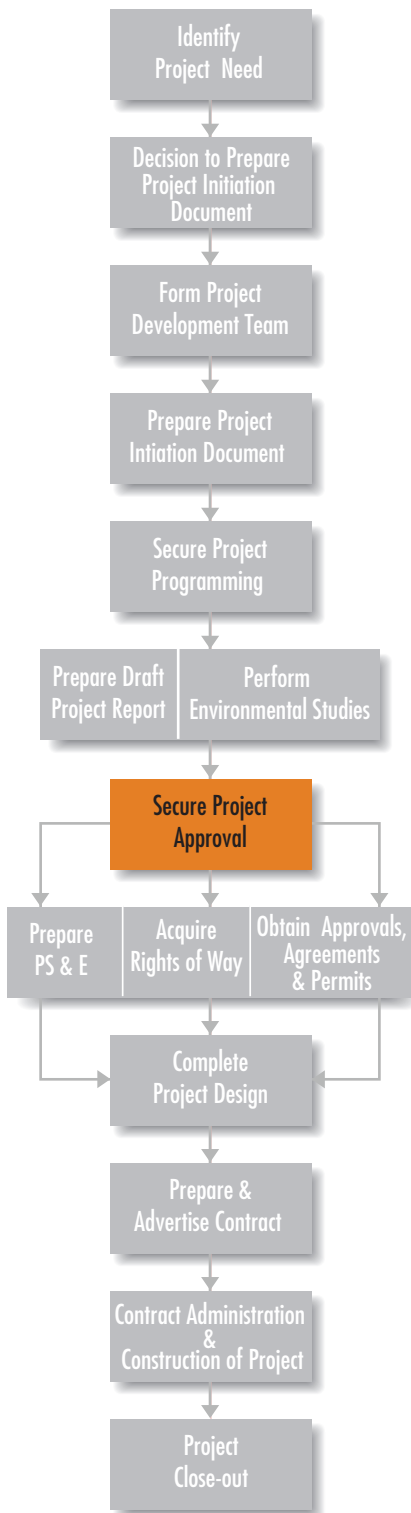 Identify
Project Need
Decision to Prepare
Project Initiation
Document
Form Project
Development Team
Prepare Project
Intiation Document
Secure Project
Programming
Prepare Draft
Project Report
Perform
Environmental Studies
Secure Project
Approval
Prepare
PS & E
Acquire
Rights of Way
Obtain Approvals,
Agreements
& Permits
Complete
Project Design
Prepare &
Advertise Contract
Contract Administration
&
Construction of Project
Project
Close-out